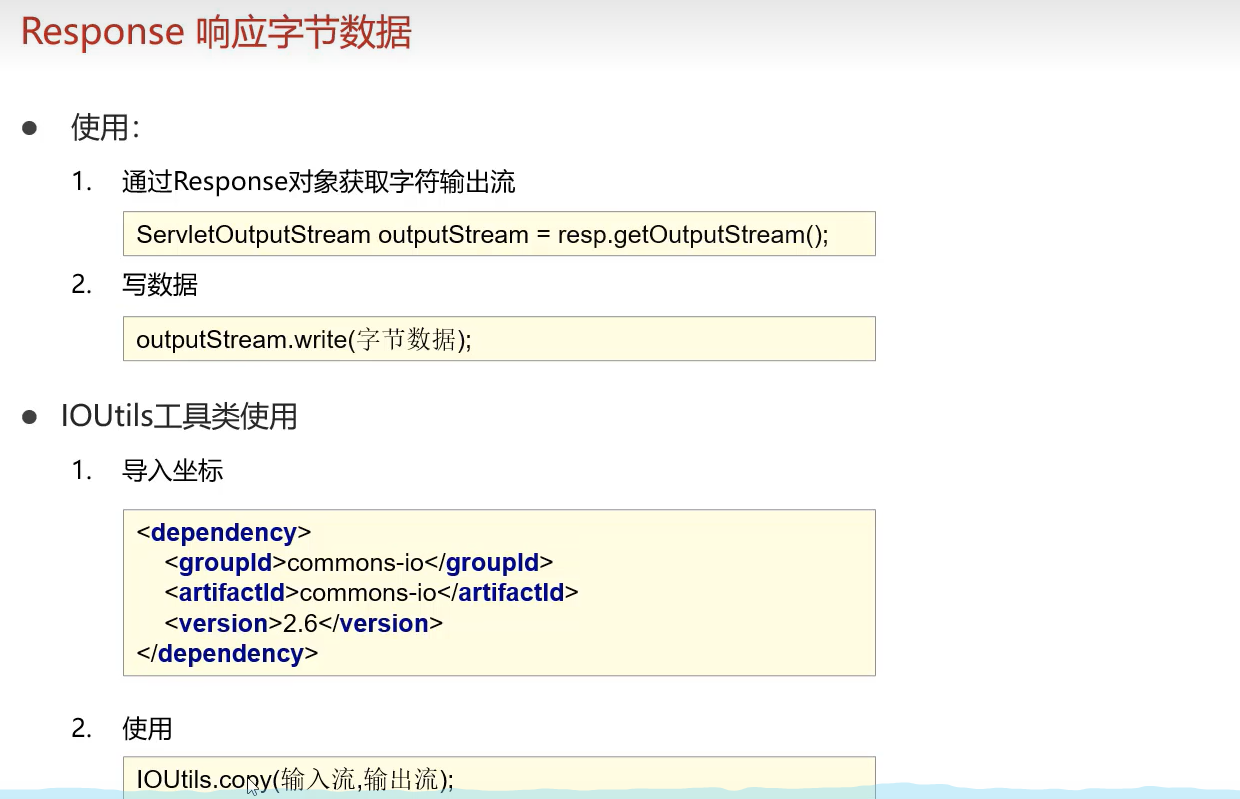 Response 响应字节数据
● 使用：
1. 通过Response对象获取字符输出流
ServletOutputStream outputStream = resp.getOutputStream();
2. 写数据
outputStream.write(字节数据);
● IOUtils工具类使用
1. 导入坐标
<dependency>
<groupId>commons-io</groupId>
<artifactId>commons-io</artifactId>
<version>2.6</version>
</dependency>
2. 使用
IOUtils.copy(输入流,输出流);